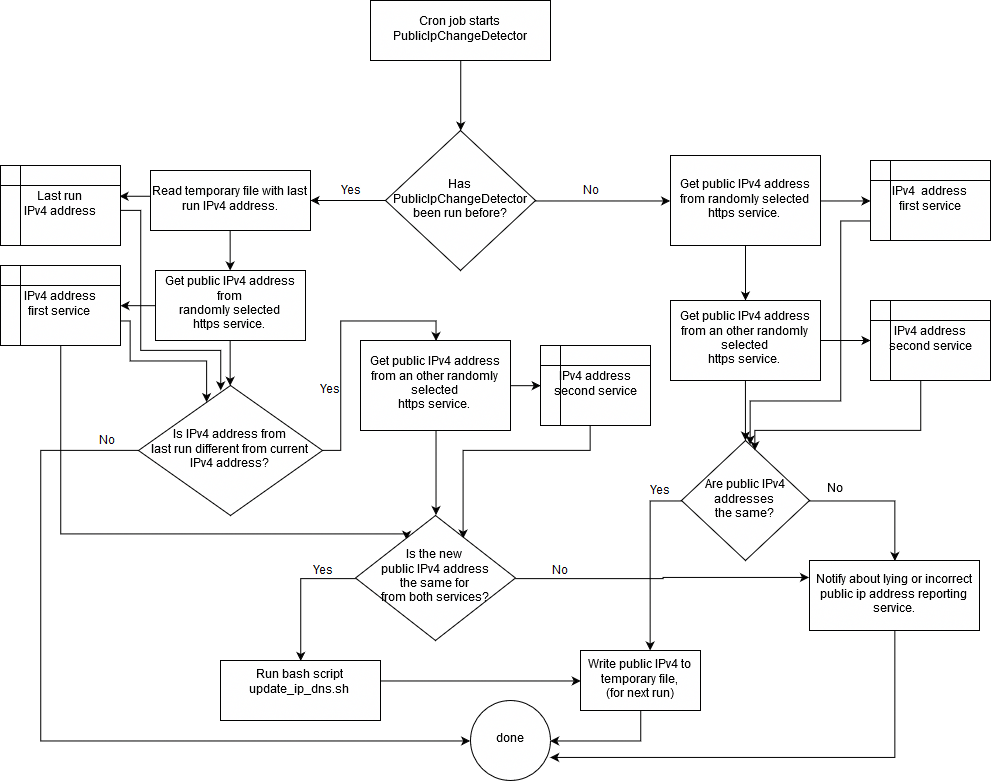 Cron job starts
PublicIpChangeDetector
Has
PublicIpChangeDetector
been run before?
Yes
No
Last run
IPv4 address
Read temporary file with last
run IPv4 address.
Get public IPv4 address
from randomly selected
https service.
IPv4  address
first service
IPv4 address
first service
Get public IPv4 address
from
randomly selected
https service.
Get public IPv4 address
from an other randomly
selected
https service.
IPv4 address
second service
Yes
Get public IPv4 address
from an other randomly
selected
https service.
IPv4 address
second service
No
Is IPv4 address from
last run different from current
IPv4 address?
Yes
Are public IPv4
addresses
the same?
No
Yes
Is the new
public IPv4 address
the same for
from both services?
No
Notify about lying or incorrect
public ip address reporting
service.
Run bash script
update_ip_dns.sh
Write public IPv4 to
temporary file,
(for next run)
done